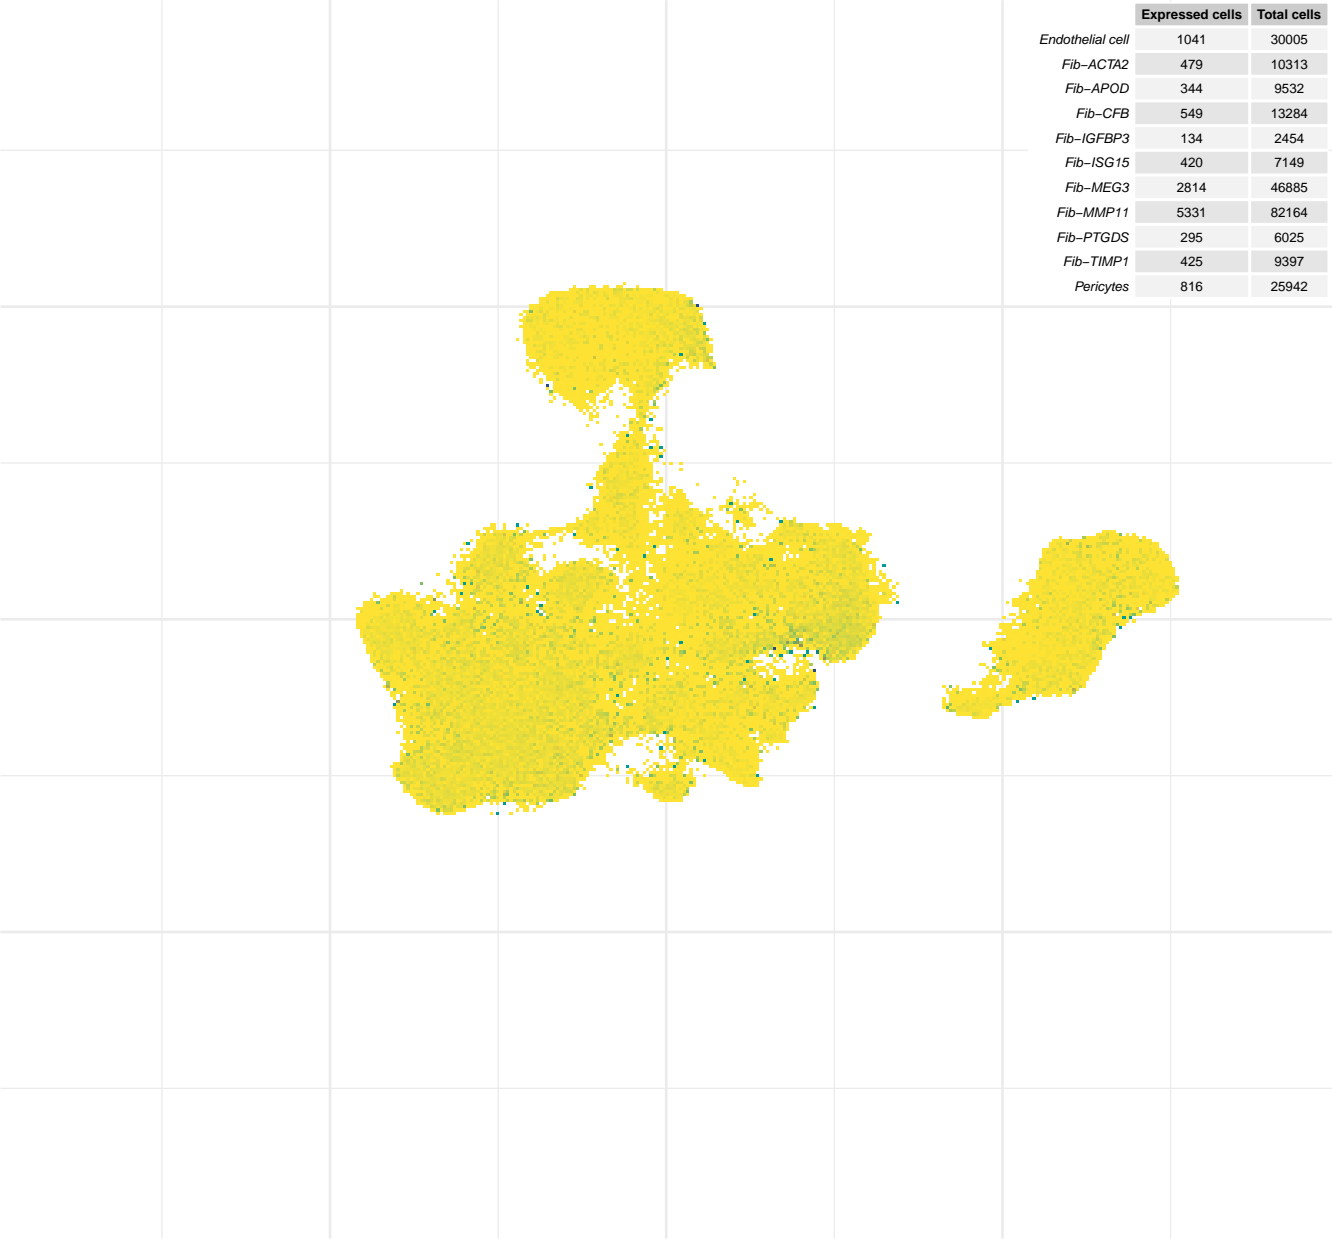 Expressed cells Total cells
Endothelial cell 1041 30005
Fib−ACTA2 479 10313
Fib−APOD 344 9532
Fib−CFB 549 13284
Fib−IGFBP3 134 2454
Fib−ISG15 420 7149
Fib−MEG3 2814 46885
Fib−MMP11 5331 82164
Fib−PTGDS 295 6025
Fib−TIMP1 425 9397
Pericytes 816 25942